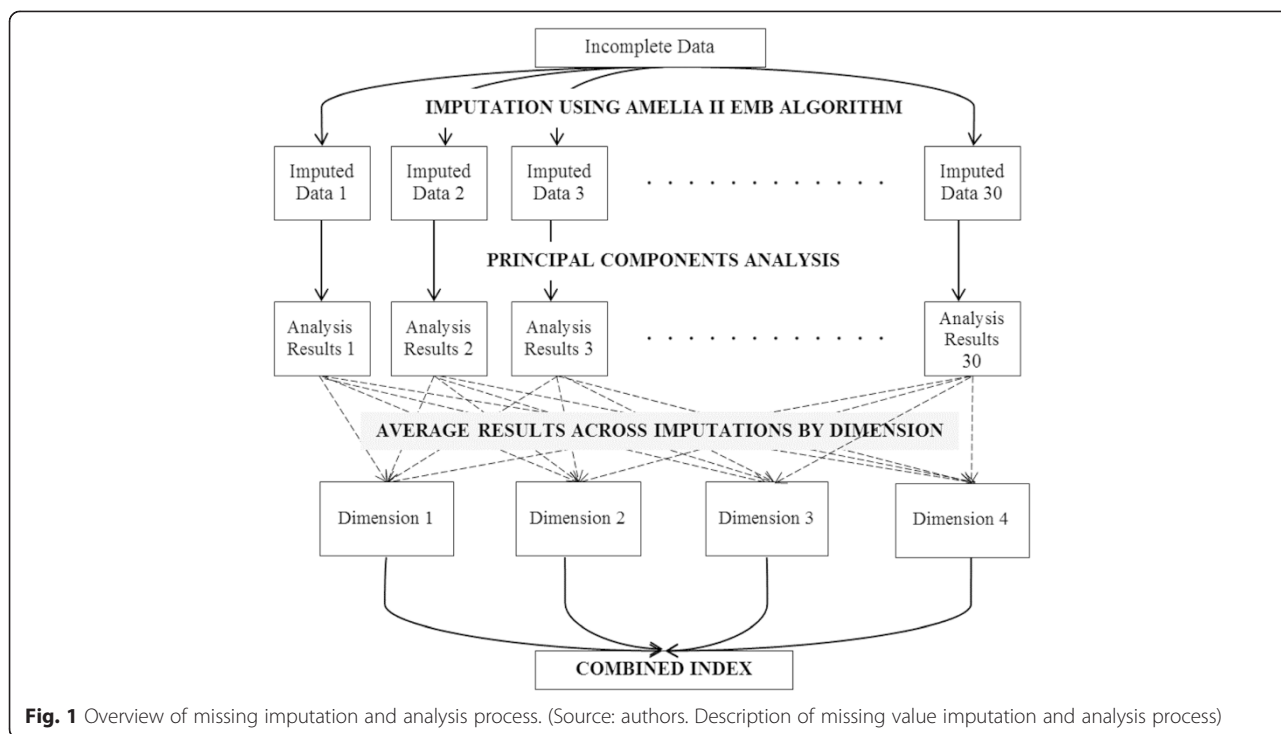 Incomplete Data
IMPUTATION USING AMELIA II EMB ALGORITHM
Imputed
Data 1
Imputed
Data 2
Imputed
Data 3
. . . . . . . . . . . .
Imputed
Data 30
PRINCIPAL COMPONENTS ANALYSIS
Analysis
Results 1
Analysis
Results 2
Analysis
Results 3
. . . . . . . . . . . .
Analysis
Results
30
AVERAGE RESULTS ACROSS IMPUTATIONS BY DIMENSION
Dimension 1
Dimension 2
Dimension 3
Dimension 4
COMBINED INDEX
Fig. 1 Overview of missing imputation and analysis process. (Source: authors. Description of missing value imputation and analysis process)